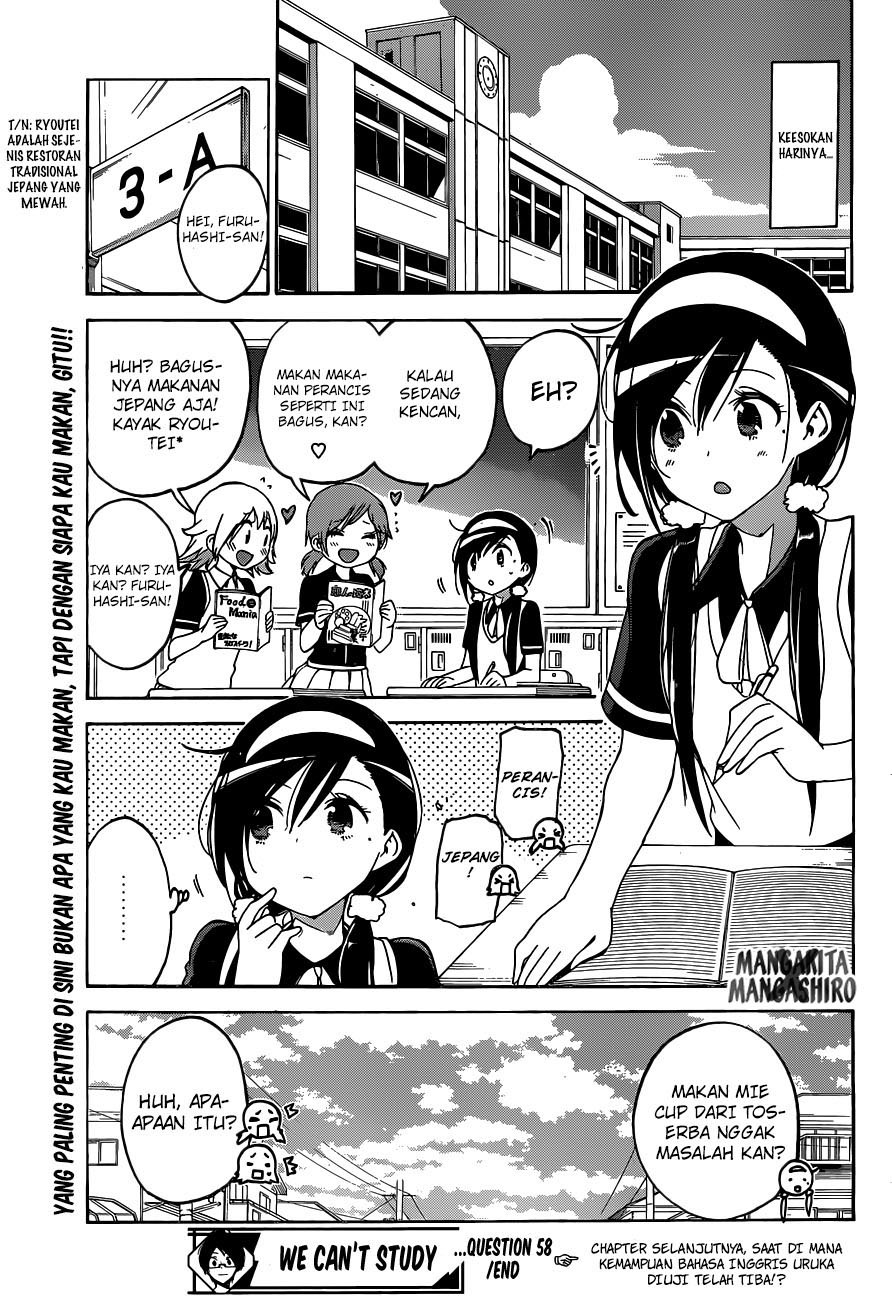 KEESOKAN
HARINYA...
3-A
HEI, FURU-
HASHI-SAN!
T/N: RYOUTEI
ADALAH SEJE-
NIS RESTORAN
TRADISIONAL
JEPANG YANG
MEWAH.
EH?
KALAU
SEDANG
KENCAN,
MAKAN MAKA-
NAN PERANCIS
SEPERTI INI
BAGUS, KAN?
♡
HUH? BAGUS-
NYA MAKANAN
JEPANG AJA!
KAYAK RYOU-
TEI*
IYA KAN? IYA
KAN? FURU-
HASHI-SAN!
Food
Mania
PERAN-
CIS!
JEPANG
!
.........
MANGAKITA
MANGASHIRO
MAKAN MIE
CUP DARI TOS-
ERBA NGGAK
MASALAH KAN?
HUH, APA-
APAAN ITU?
YANG PALING PENTING DI SINI BUKAN APA YANG KAU MAKAN, TAPI DENGAN SIAPA KAU MAKAN, GITU!!
WE CAN'T STUDY
...QUESTION 58
/END
☞ CHAPTER SELANJUTNYA, SAAT DI MANA
KEMAMPUAN BAHASA INGGRIS URUKA
DIUJI TELAH TIBA!?